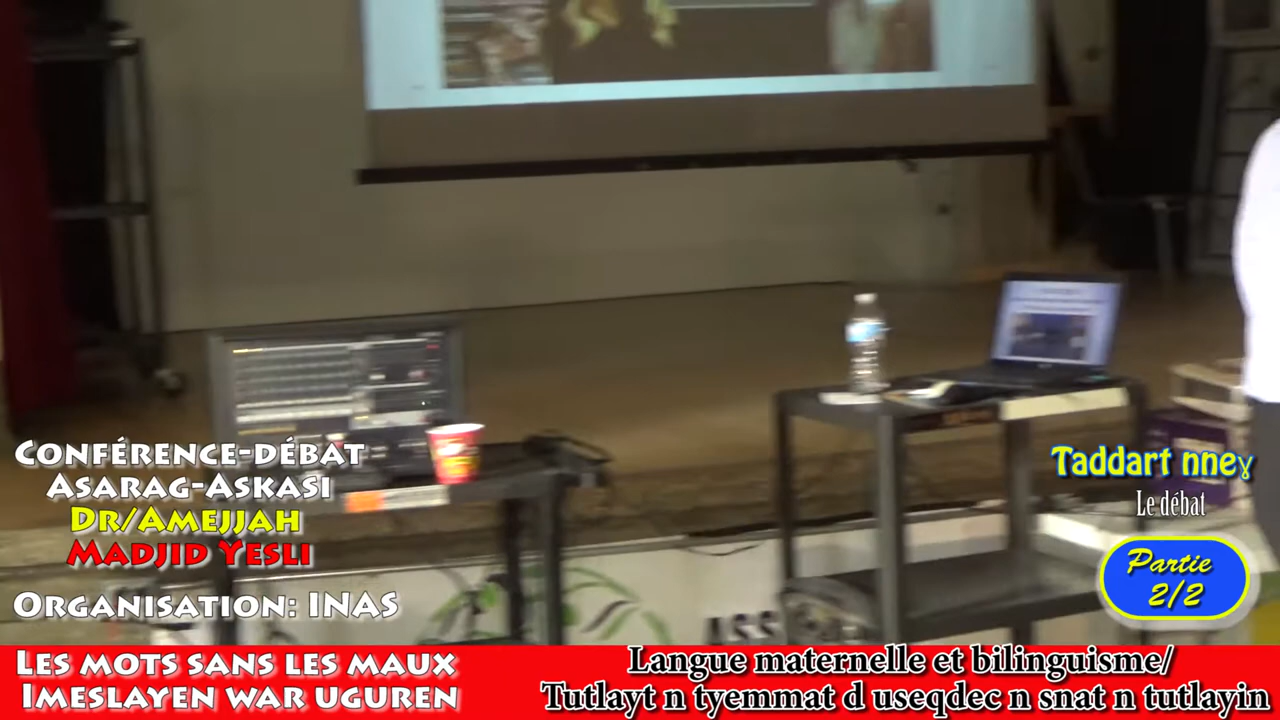 Conférence-débat
Asarag-Askasi
Dr/Amejjah
Madjid Yesli
Organisation: INAS
Taddart nneɣ
Le débat
Partie
2/2
ASS
Les mots sans les maux
Imeslayen war uguren
Langue maternelle et bilinguisme/
Tutlayt n tyemmat d useqdec n snat n tutlayin